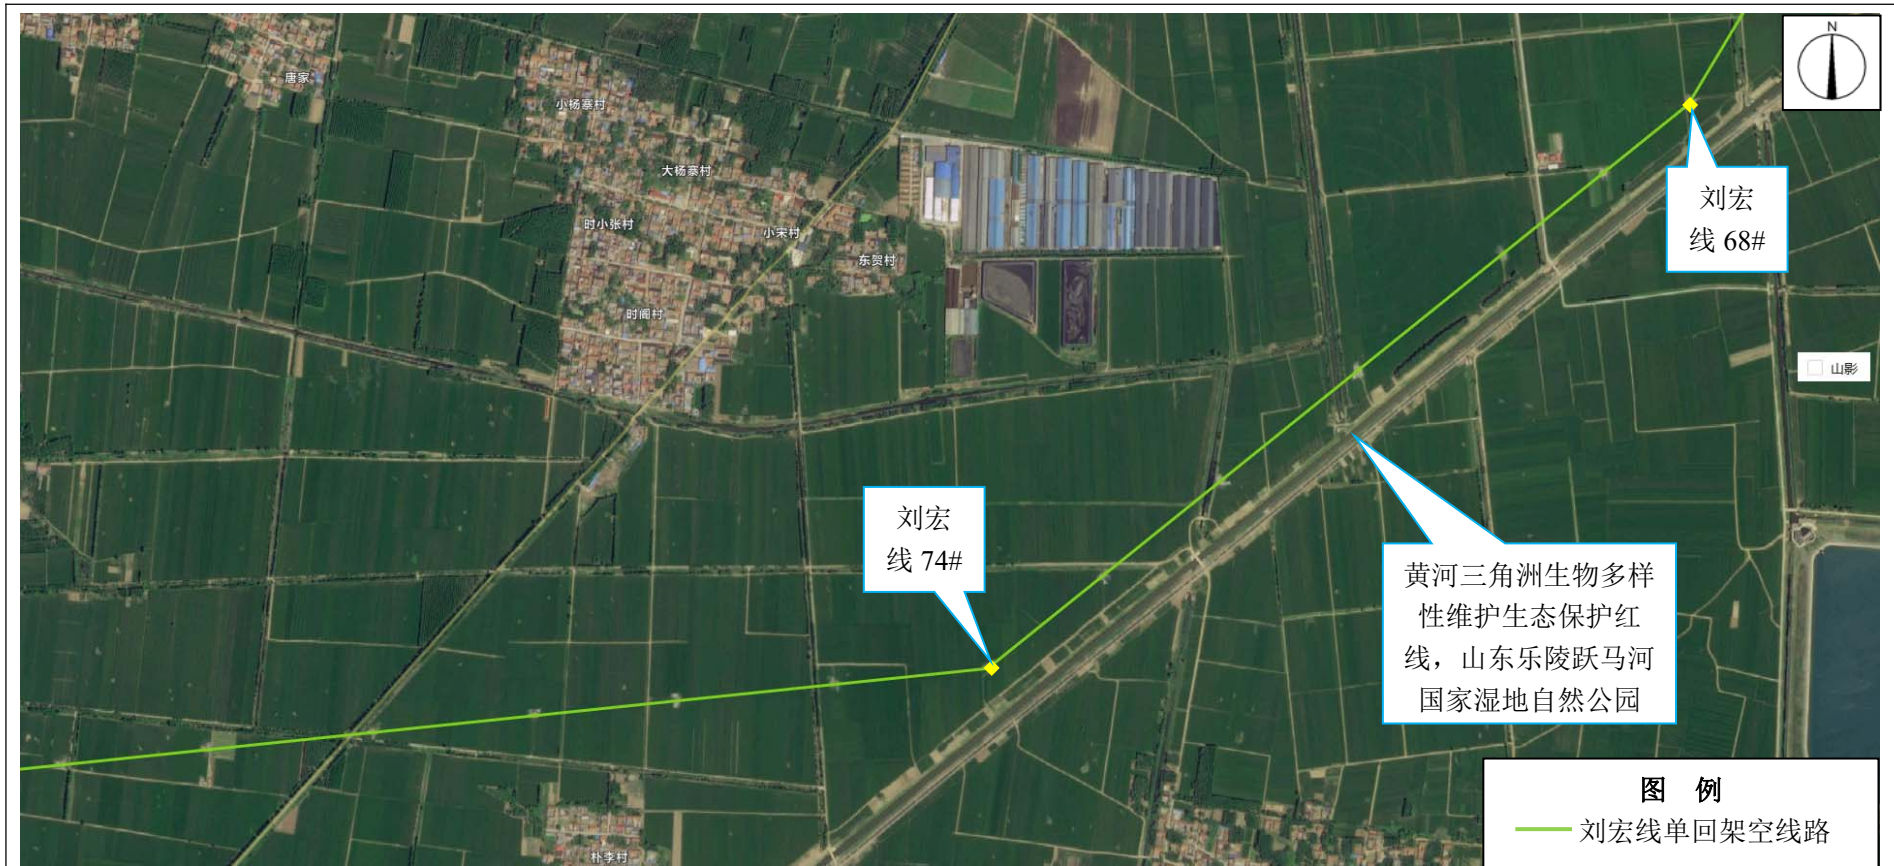 N
唐家
小杨寨村
大杨寨村
时小张村
小宋村
东贺村
时阁村
刘宏
线 68#
山影
刘宏
线 74#
黄河三角洲生物多样
性维护生态保护红
线，山东乐陵跃马河
国家湿地自然公园
朴李村
图 例
刘宏线单回架空线路